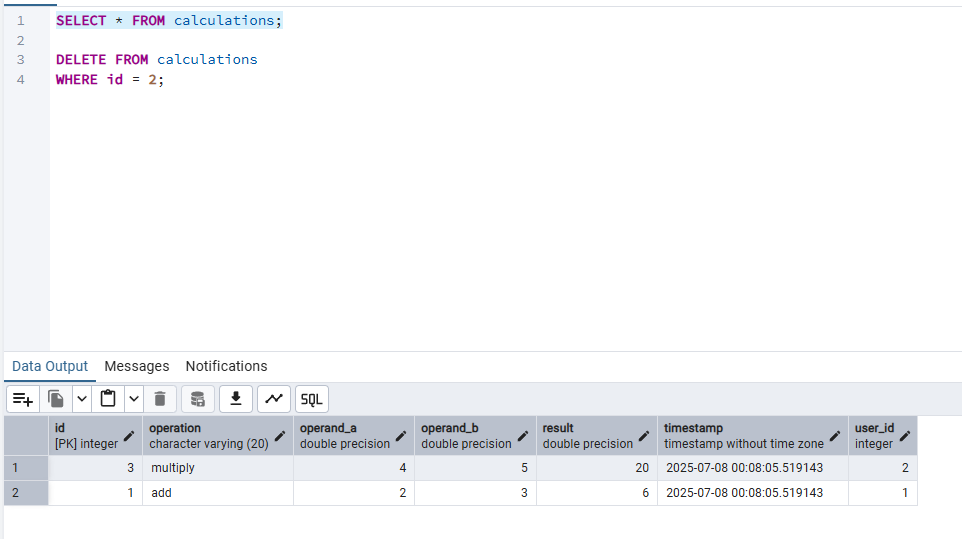 1 SELECT * FROM calculations;
2
3 DELETE FROM calculations
4 WHERE id = 2;
Data Output Messages Notifications
SQL
id operation operand_a operand_b result timestamp user_id
[PK] integer character varying (20) double precision double precision double precision timestamp without time zone integer
1 3 multiply 4 5 20 2025-07-08 00:08:05.519143 2
2 1 add 2 3 6 2025-07-08 00:08:05.519143 1